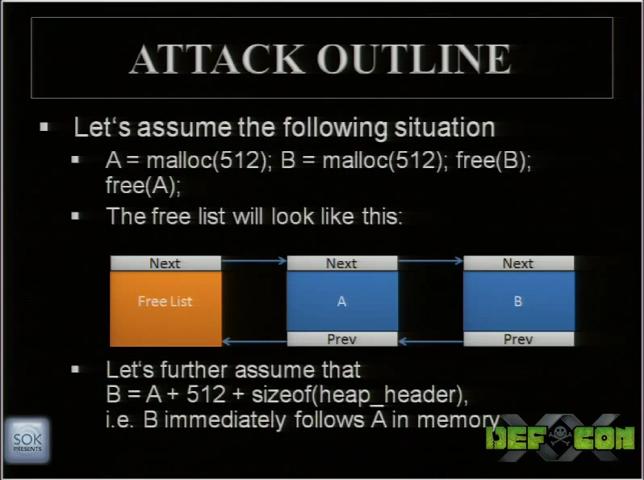 ATTACK OUTLINE
Let's assume the following situation
A = malloc(512); B = malloc(512); free(B);
free(A);
The free list will look like this:
Next Next Next
Free List A B
Prev Prev
Let's further assume that
B = A + 512 + sizeof(heap_header),
i.e. B immediately follows A in memory
SOK
PRESENTS
XX
DEF CON